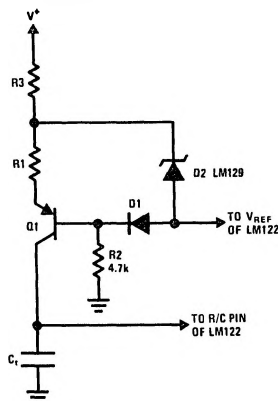 V+
R3
R1
D2 LM129
D1
TO VREF
OF LM122
Q1
R2
4.7k
TO R/C PIN
OF LM122
Ct